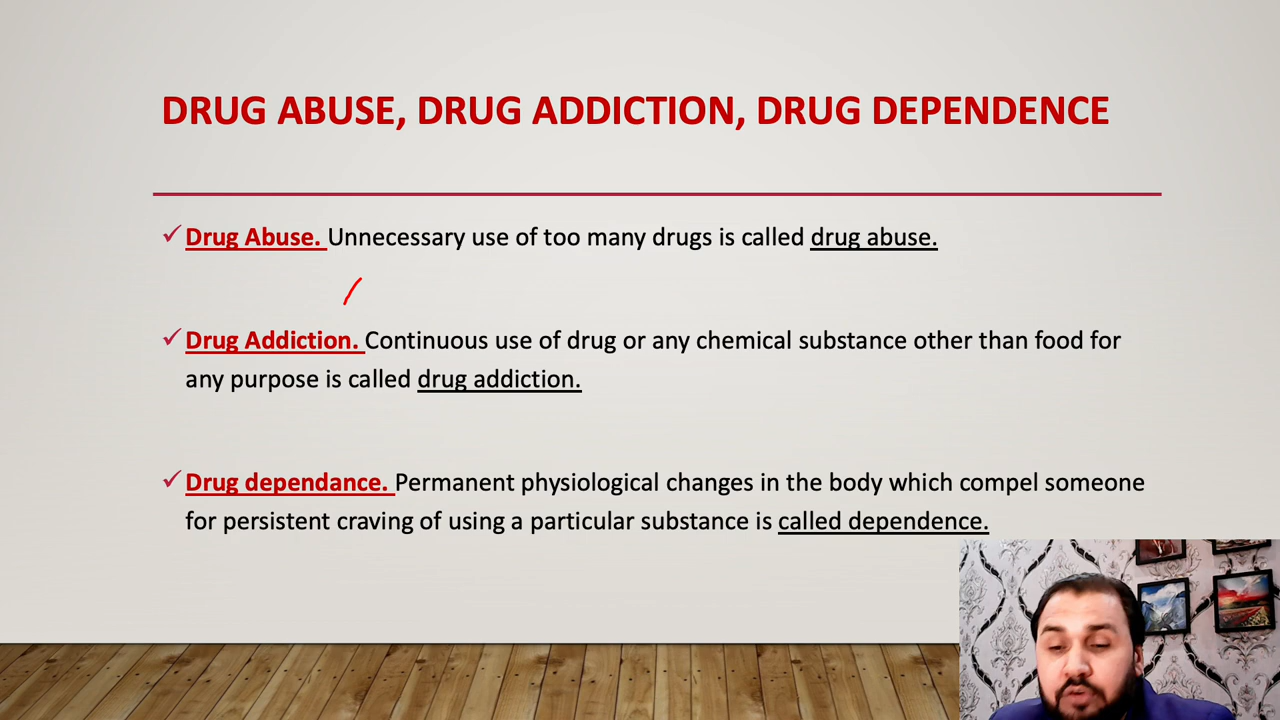 DRUG ABUSE, DRUG ADDICTION, DRUG DEPENDENCE
Drug Abuse. Unnecessary use of too many drugs is called drug abuse.
Drug Addiction. Continuous use of drug or any chemical substance other than food for
any purpose is called drug addiction.
Drug dependance. Permanent physiological changes in the body which compel someone
for persistent craving of using a particular substance is called dependence.